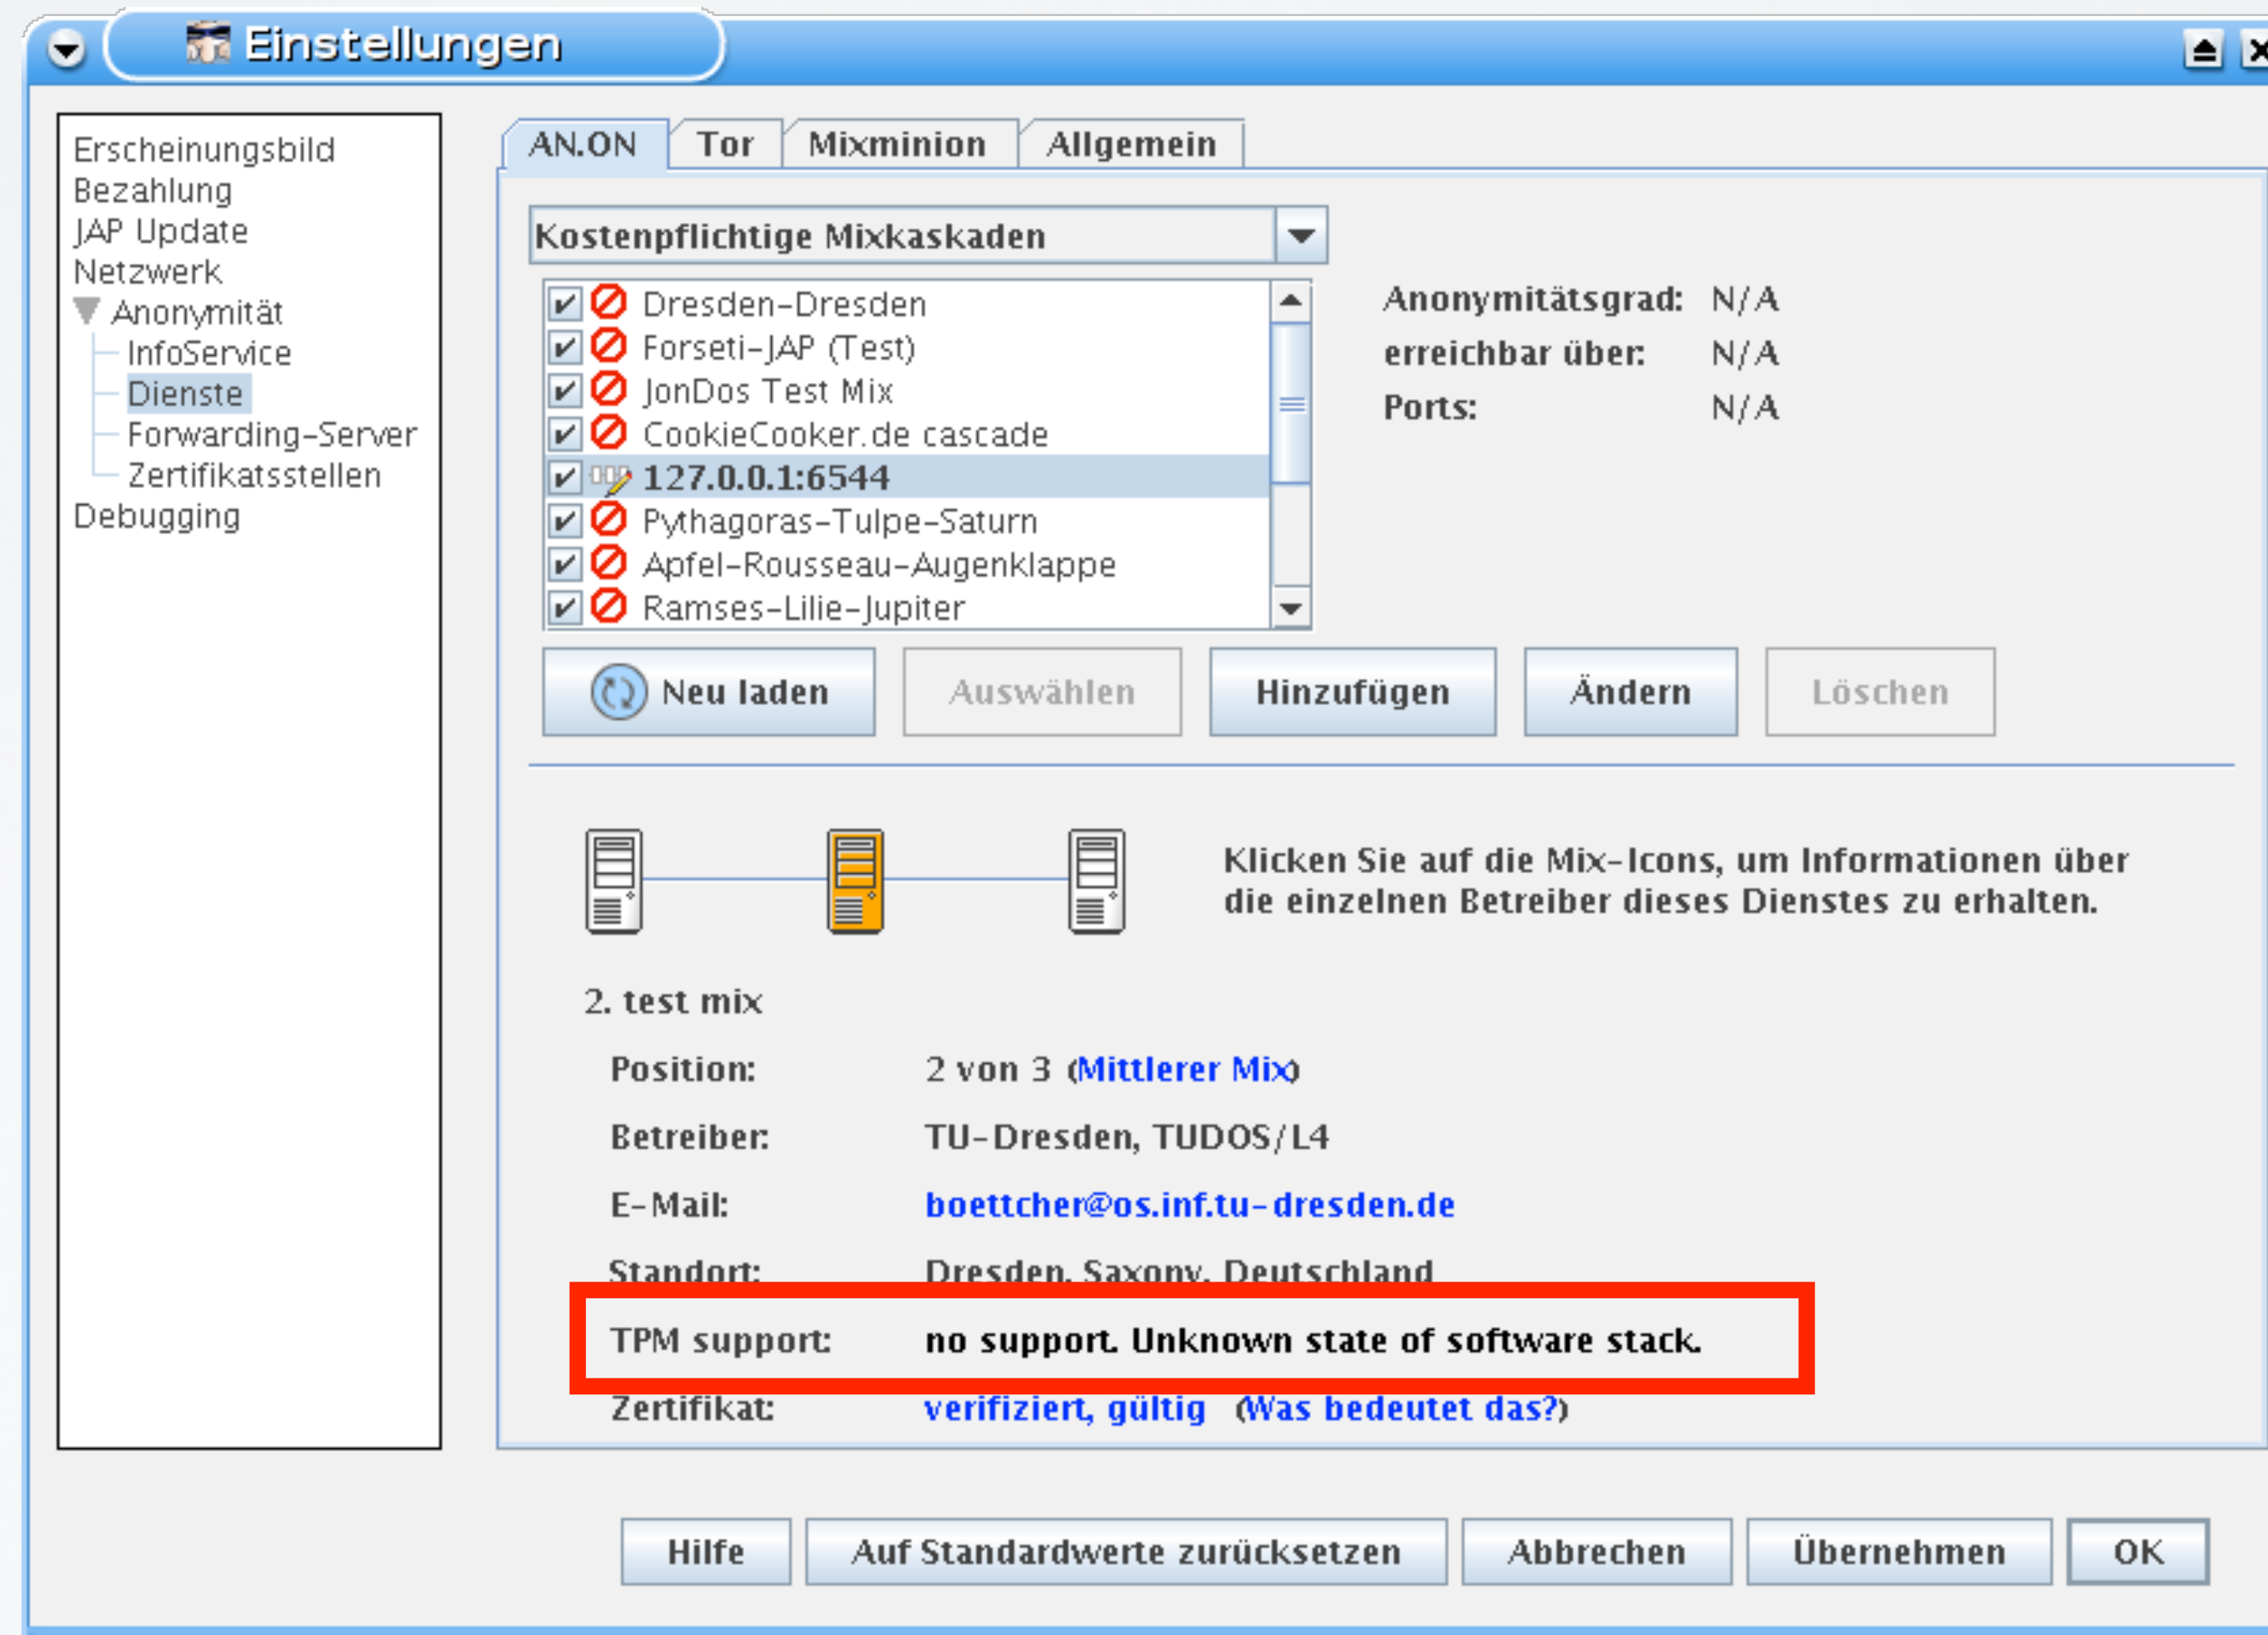 Einstellungen
Erscheinungsbild
Bezahlung
JAP Update
Netzwerk
Anonymität
InfoService
Dienste
Forwarding-Server
Zertifikatsstellen
Debugging
AN.ON Tor Mixminion Allgemein
Kostenpflichtige Mixkaskaden
Dresden-Dresden
Forseti-JAP (Test)
JonDos Test Mix
CookieCooker.de cascade
127.0.0.1:6544
Pythagoras-Tulpe-Saturn
Apfel-Rousseau-Augenklappe
Ramses-Lilie-Jupiter
Anonymitätsgrad: N/A
erreichbar über: N/A
Ports: N/A
Neu laden Auswählen Hinzufügen Ändern Löschen
Klicken Sie auf die Mix-Icons, um Informationen über
die einzelnen Betreiber dieses Dienstes zu erhalten.
2. test mix
Position: 2 von 3 (Mittlerer Mix)
Betreiber: TU-Dresden, TUDOS/L4
E-Mail: boettcher@os.inf.tu-dresden.de
Standort: Dresden, Saxony, Deutschland
TPM support: no support. Unknown state of software stack.
Zertifikat: verifiziert, gültig (Was bedeutet das?)
Hilfe Auf Standardwerte zurücksetzen Abbrechen Übernehmen OK